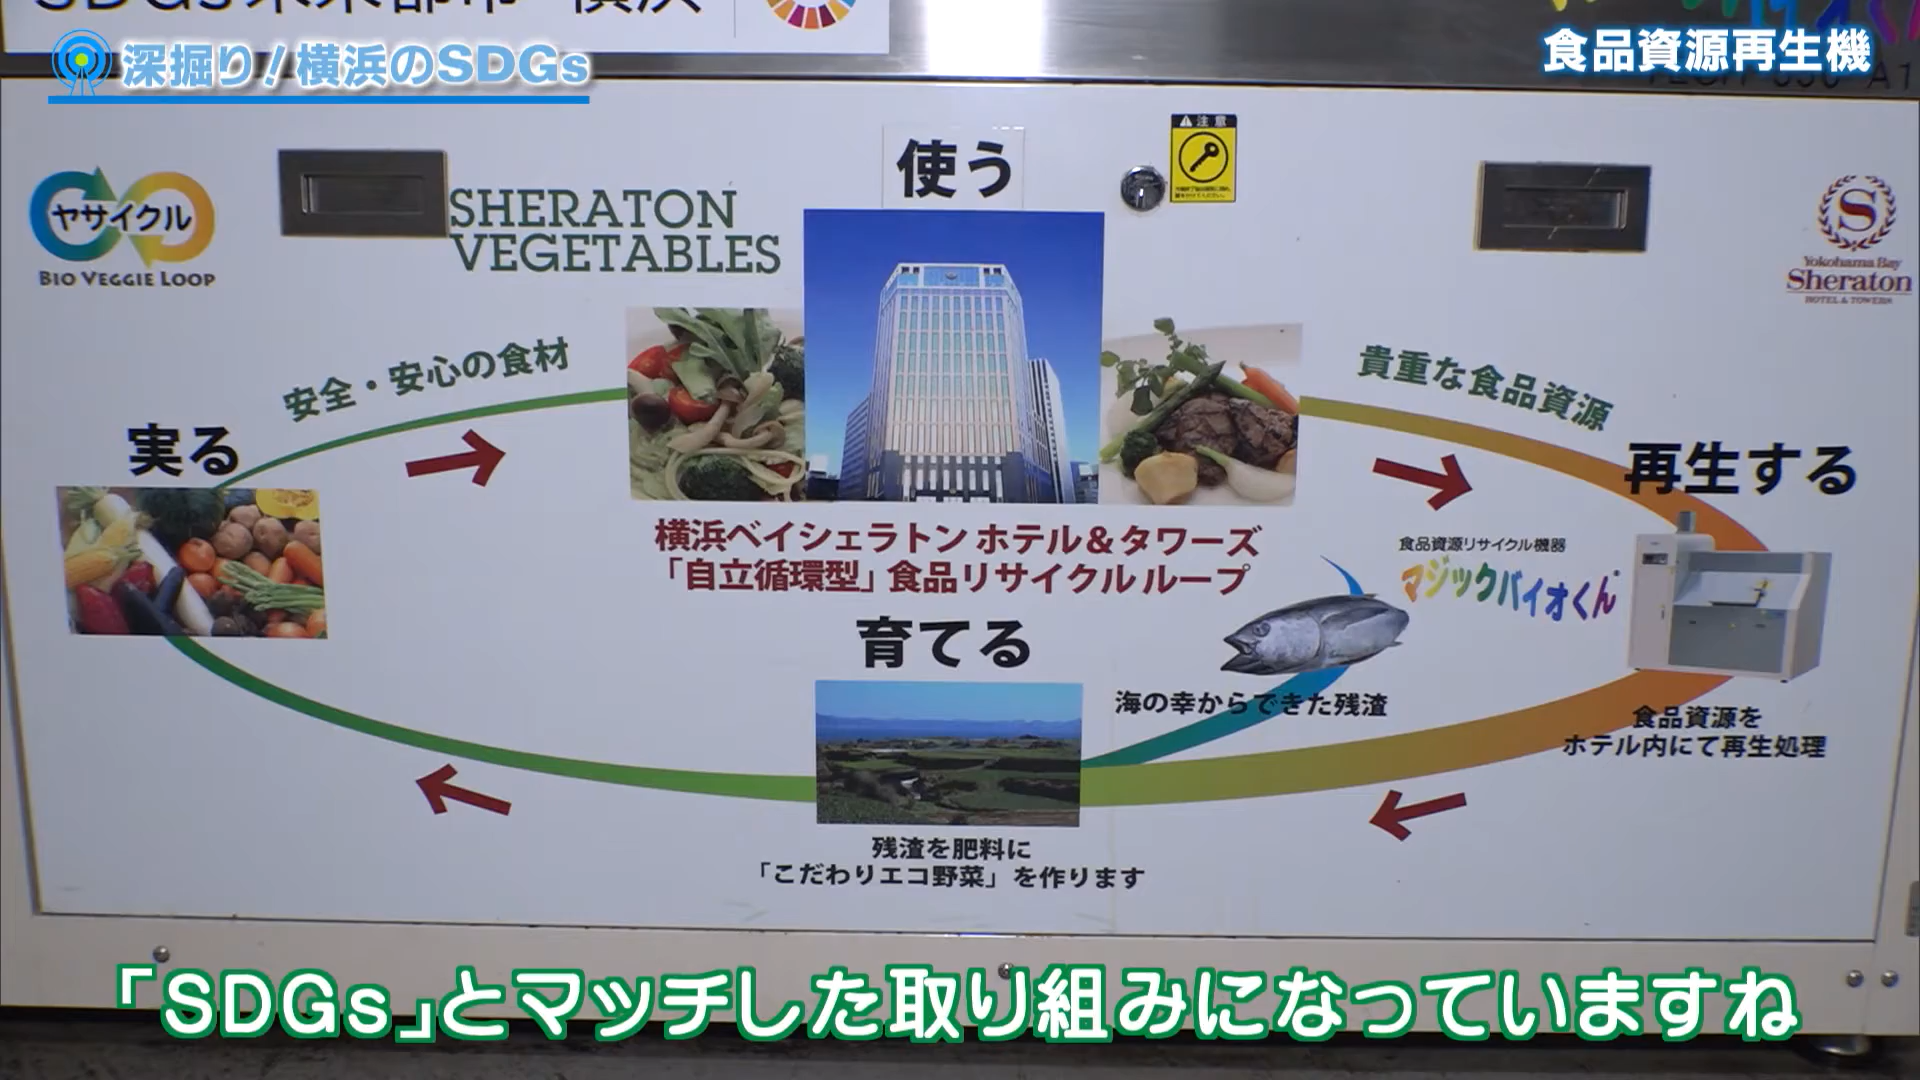 深掘り！横浜のSDGs
食品資源再生機
注意
使う
ヤサイクル
BIO VEGGIE LOOP
SHERATON
VEGETABLES
S
Yokohama Bay
Sheraton
HOTEL & TOWERS
安全・安心の食材
貴重な食品資源
実る
再生する
横浜ベイシェラトン ホテル＆タワーズ
「自立循環型」食品リサイクルループ
食品資源リサイクル機器
マジックバイオくん
育てる
海の幸からできた残渣
食品資源を
ホテル内にて再生処理
残渣を肥料に
「こだわりエコ野菜」を作ります
「SDGs」とマッチした取り組みになっていますね